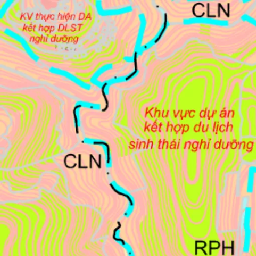 CLN
KV thực hiện DA
kết hợp DLST
nghỉ dưỡng
Khu vực dự án
kết hợp du lịch
sinh thái nghỉ dưỡng
CLN
RPH